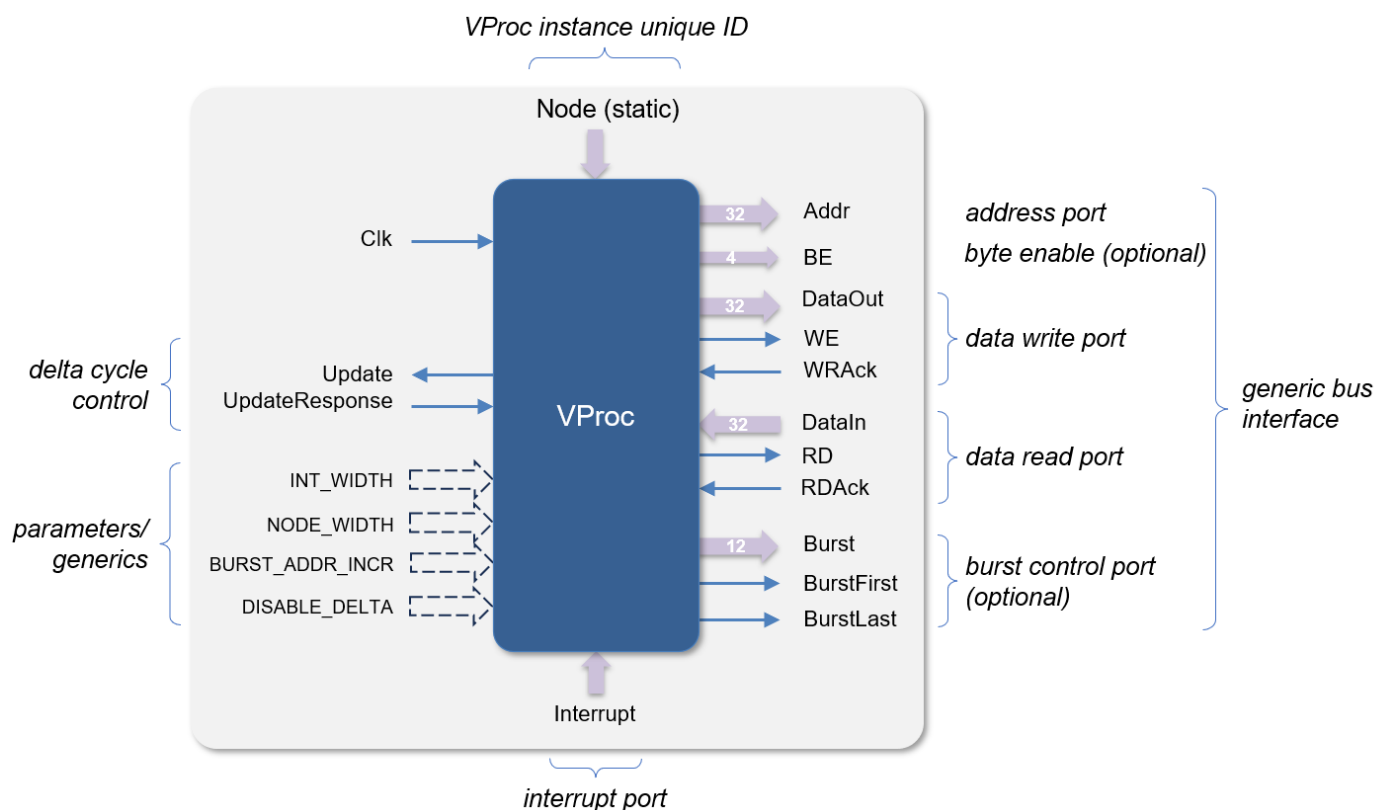 VProc instance unique ID
Node (static)
32
Addr
address port
Clk
4
BE
byte enable (optional)
32
DataOut
WE
data write port
delta cycle
control
Update
WRAck
generic bus
interface
UpdateResponse
VProc
32
DataIn
RD
data read port
INT_WIDTH
RDAck
parameters/
generics
NODE_WIDTH
12
Burst
BURST_ADDR_INCR
BurstFirst
burst control port
(optional)
DISABLE_DELTA
BurstLast
Interrupt
interrupt port